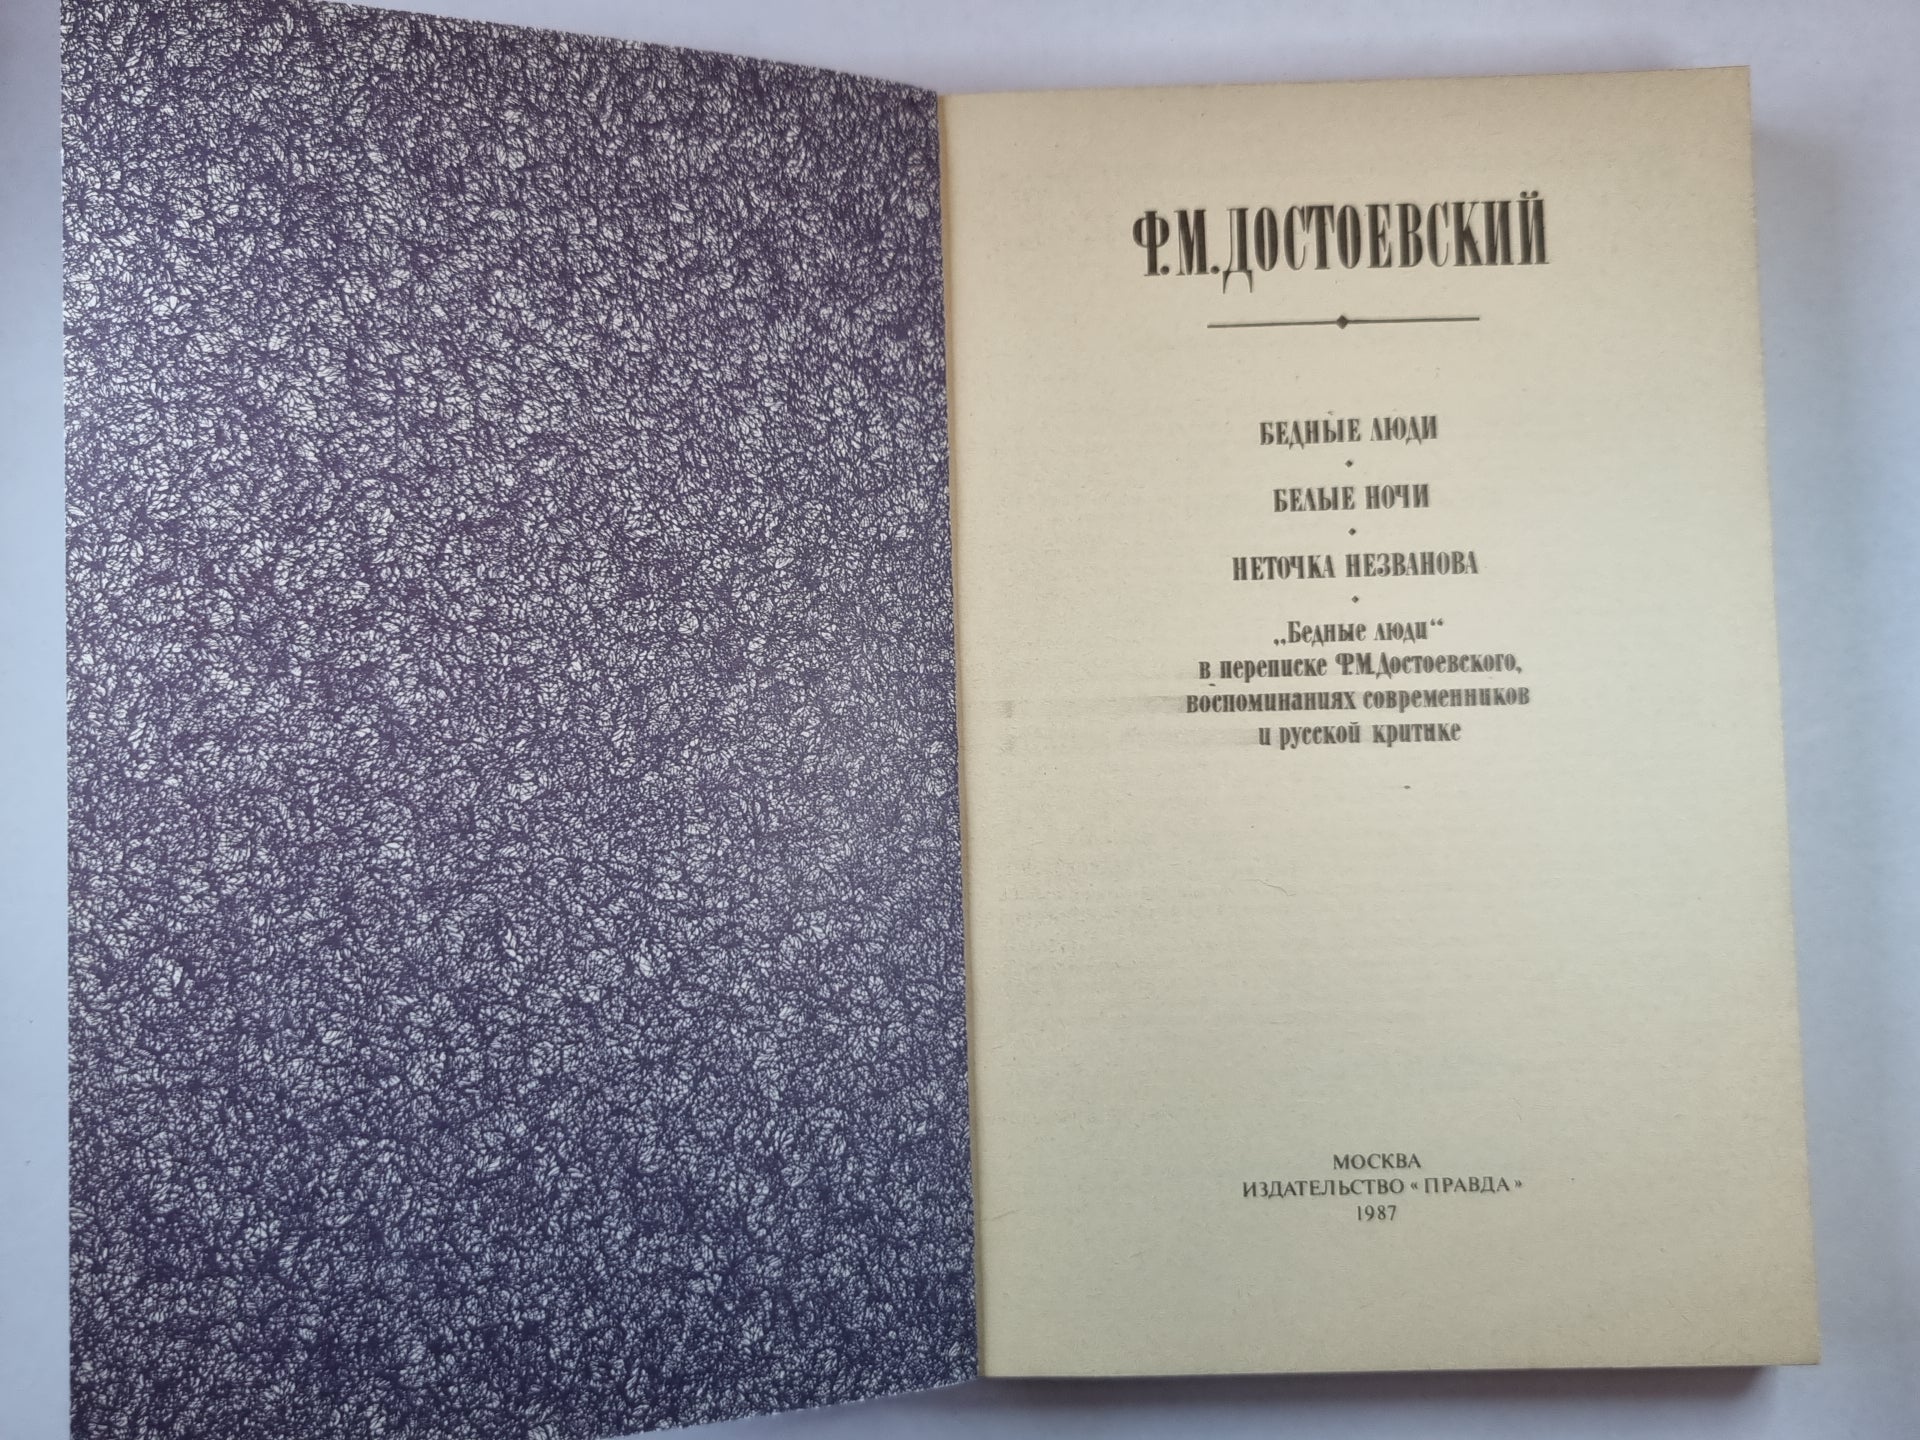 Ф.М.ДОСТОЕВСКИЙ
БЕДНЫЕ ЛЮДИ
БЕЛЫЕ НОЧИ
НЕТОЧКА НЕЗВАНОВА
„Бедные люди“
в переписке Ф.М.Достоевского,
воспоминаниях современников
и русской критике
МОСКВА
ИЗДАТЕЛЬСТВО «ПРАВДА»
1987